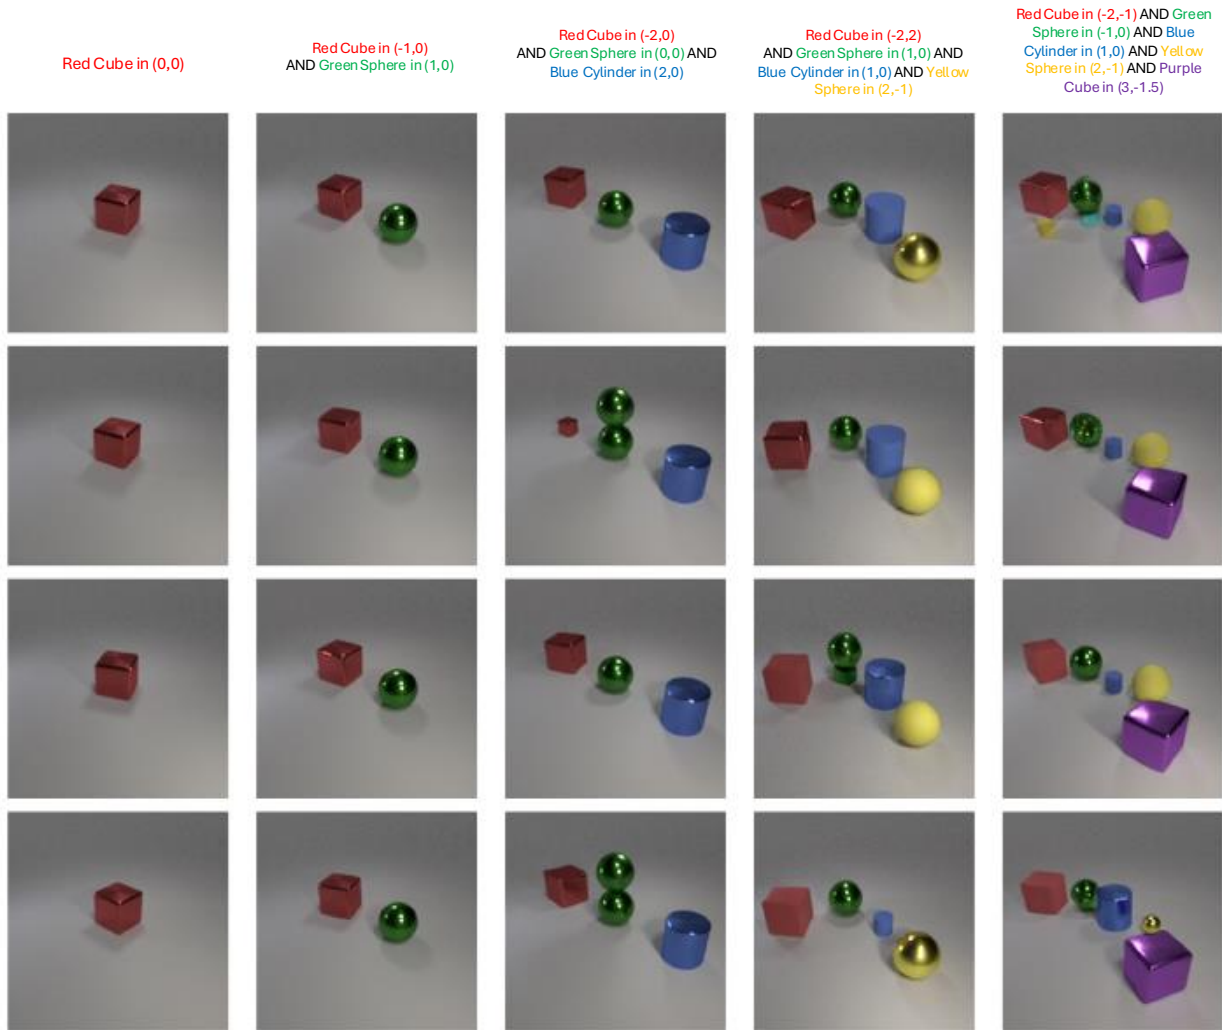 Red Cube in (0,0)
Red Cube in (-1,0)
AND Green Sphere in (1,0)
Red Cube in (-2,0)
AND Green Sphere in (0,0) AND
Blue Cylinder in (2,0)
Red Cube in (-2,2)
AND Green Sphere in (1,0) AND
Blue Cylinder in (1,0) AND Yellow
Sphere in (2,-1)
Red Cube in (-2,-1) AND Green
Sphere in (-1,0) AND Blue
Cylinder in (1,0) AND Yellow
Sphere in (2,-1) AND Purple
Cube in (3,-1.5)